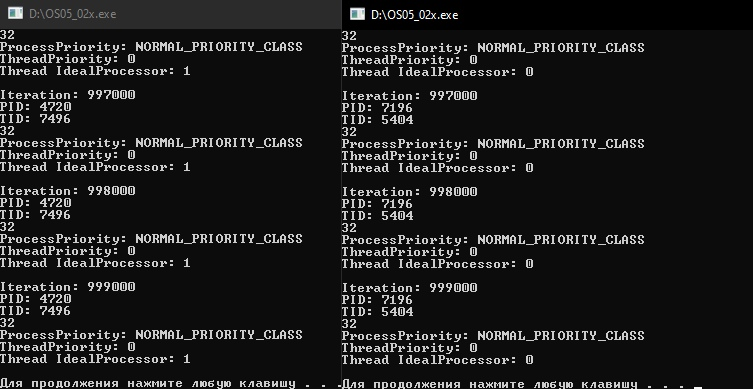 D:\OS05_02x.exe
32
ProcessPriority: NORMAL_PRIORITY_CLASS
ThreadPriority: 0
Thread IdealProcessor: 1
Iteration: 997000
PID: 4720
TID: 7496
32
ProcessPriority: NORMAL_PRIORITY_CLASS
ThreadPriority: 0
Thread IdealProcessor: 1
Iteration: 998000
PID: 4720
TID: 7496
32
ProcessPriority: NORMAL_PRIORITY_CLASS
ThreadPriority: 0
Thread IdealProcessor: 1
Iteration: 999000
PID: 4720
TID: 7496
32
ProcessPriority: NORMAL_PRIORITY_CLASS
ThreadPriority: 0
Thread IdealProcessor: 1
Для продолжения нажмите любую клавишу . . .
D:\OS05_02x.exe
32
ProcessPriority: NORMAL_PRIORITY_CLASS
ThreadPriority: 0
Thread IdealProcessor: 0
Iteration: 997000
PID: 7196
TID: 5404
32
ProcessPriority: NORMAL_PRIORITY_CLASS
ThreadPriority: 0
Thread IdealProcessor: 0
Iteration: 998000
PID: 7196
TID: 5404
32
ProcessPriority: NORMAL_PRIORITY_CLASS
ThreadPriority: 0
Thread IdealProcessor: 0
Iteration: 999000
PID: 7196
TID: 5404
32
ProcessPriority: NORMAL_PRIORITY_CLASS
ThreadPriority: 0
Thread IdealProcessor: 0
Для продолжения нажмите любую клавишу . . .